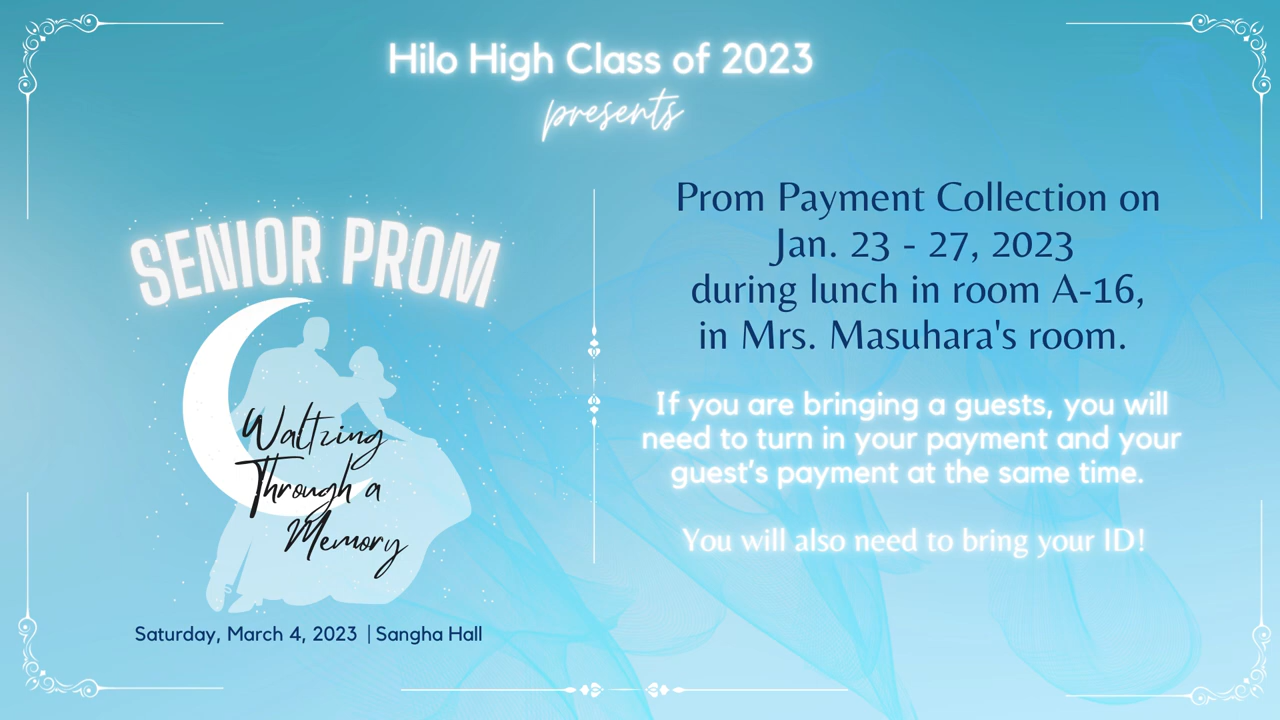 Hilo High Class of 2023
presents
SENIOR PROM
Waltzing
Through a
Memory
Saturday, March 4, 2023 | Sangha Hall
Prom Payment Collection on
Jan. 23 - 27, 2023
during lunch in room A-16,
in Mrs. Masuhara's room.
If you are bringing a guests, you will
need to turn in your payment and your
guest’s payment at the same time.
You will also need to bring your ID!